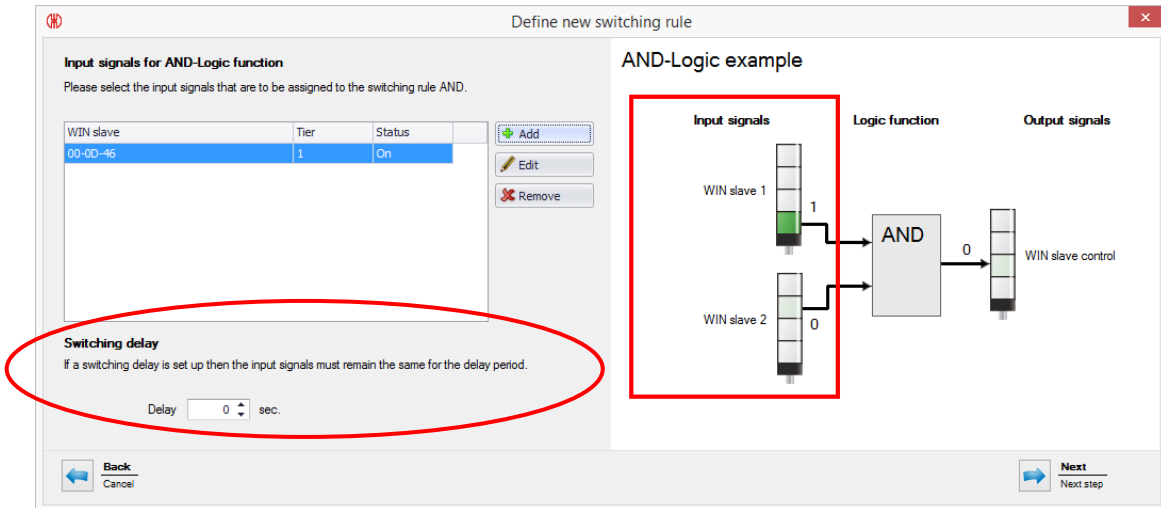 Define new switching rule
Input signals for AND-Logic function
Please select the input signals that are to be assigned to the switching rule AND.
WIN slave Tier Status
00-0D-46 1 On
Add
Edit
Remove
Switching delay
If a switching delay is set up then the input signals must remain the same for the delay period.
Delay 0 sec.
AND-Logic example
Input signals Logic function Output signals
WIN slave 1
1
AND
0
WIN slave control
WIN slave 2
0
Back
Cancel
Next
Next step